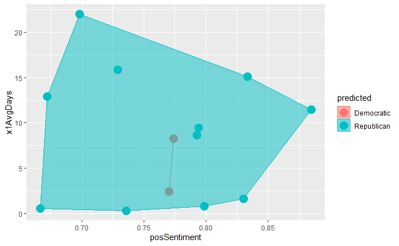 x1AvgDays
20
15
10
5
0
0.70
0.75
0.80
0.85
posSentiment
predicted
Democratic
Republican